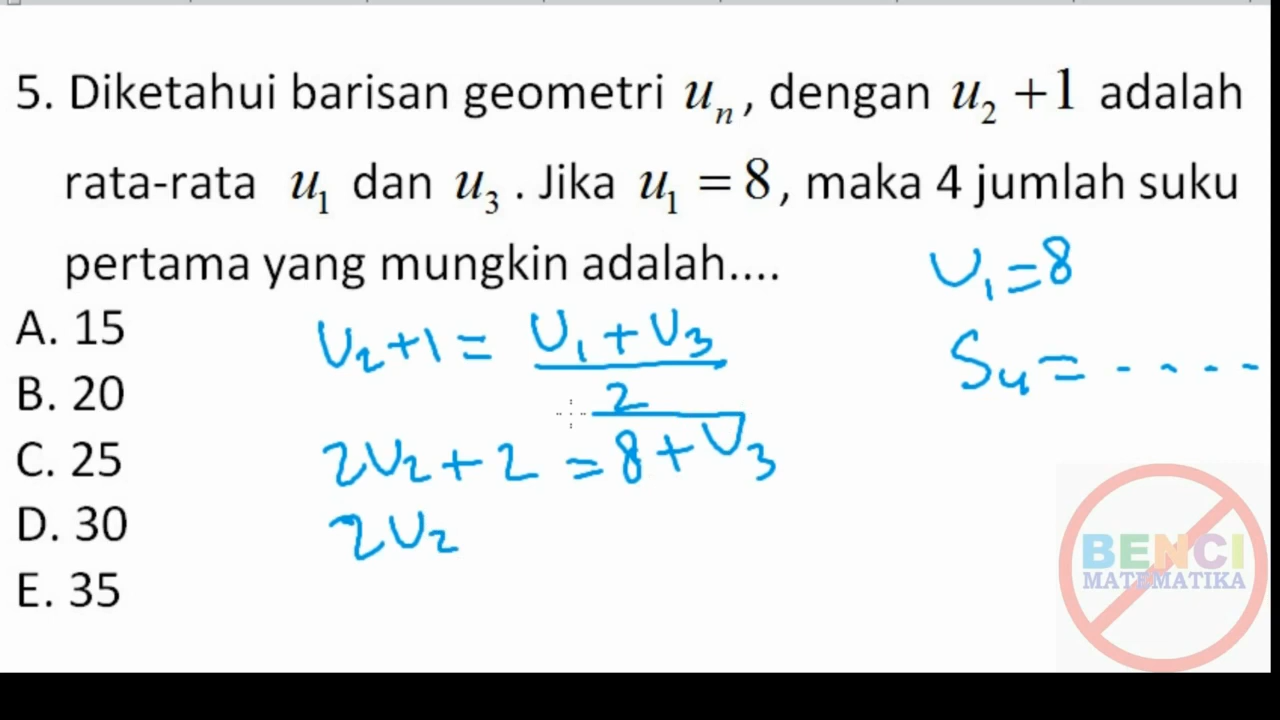 5. Diketahui barisan geometri uₙ, dengan u₂ +1 adalah
rata-rata u₁ dan u₃. Jika u₁ = 8, maka 4 jumlah suku
pertama yang mungkin adalah....
A. 15
B. 20
C. 25
D. 30
E. 35
U₁=8
S₄= - - - -
U₂+1 = U₁+U₃
2
2U₂+2 = 8+U₃
2U₂
BENCI
MATEMATIKA